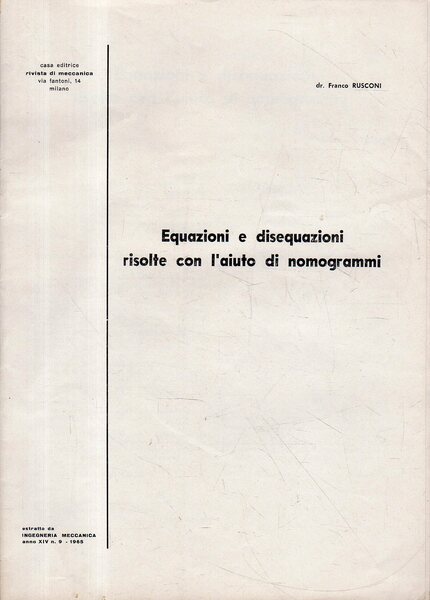 casa editrice
rivista di meccanica
via fantoni, 14
milano
dr. Franco RUSCONI
Equazioni e disequazioni
risolte con l'aiuto di nomogrammi
estratto da
INGEGNERIA MECCANICA
anno XIV n. 9 - 1965